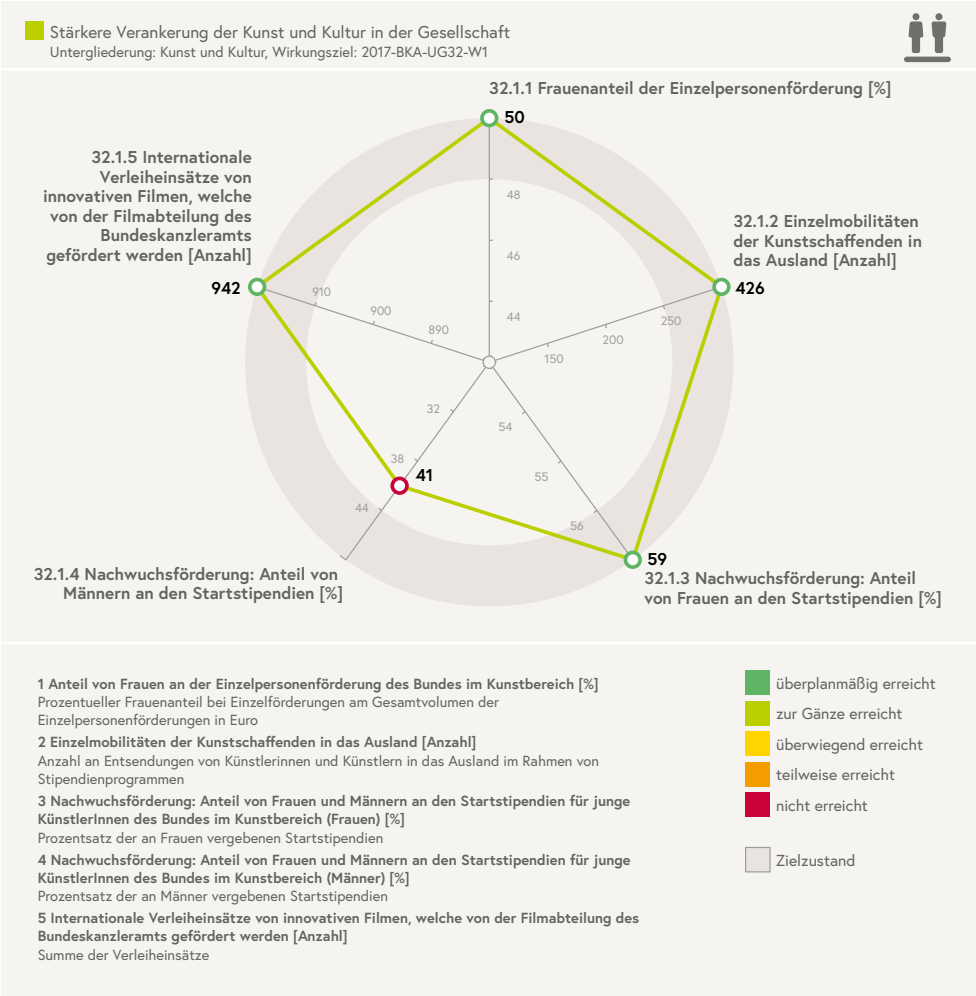 Stärkere Verankerung der Kunst und Kultur in der Gesellschaft
Untergliederung: Kunst und Kultur, Wirkungsziel: 2017-BKA-UG32-W1
32.1.1 Frauenanteil der Einzelpersonenförderung [%]
50
48
46
44
32.1.2 Einzelmobilitäten
der Kunstschaffenden in
das Ausland [Anzahl]
426
250
200
150
54
55
56
59
32.1.3 Nachwuchsförderung: Anteil
von Frauen an den Startstipendien [%]
32
38
41
44
32.1.4 Nachwuchsförderung: Anteil von
Männern an den Startstipendien [%]
32.1.5 Internationale
Verleiheinsätze von
innovativen Filmen, welche
von der Filmabteilung des
Bundeskanzleramts
gefördert werden [Anzahl]
942
910
900
890
1 Anteil von Frauen an der Einzelpersonenförderung des Bundes im Kunstbereich [%]
Prozentueller Frauenanteil bei Einzelförderungen am Gesamtvolumen der
Einzelpersonenförderungen in Euro
2 Einzelmobilitäten der Kunstschaffenden in das Ausland [Anzahl]
Anzahl an Entsendungen von Künstlerinnen und Künstlern in das Ausland im Rahmen von
Stipendienprogrammen
3 Nachwuchsförderung: Anteil von Frauen und Männern an den Startstipendien für junge
KünstlerInnen des Bundes im Kunstbereich (Frauen) [%]
Prozentsatz der an Frauen vergebenen Startstipendien
4 Nachwuchsförderung: Anteil von Frauen und Männern an den Startstipendien für junge
KünstlerInnen des Bundes im Kunstbereich (Männer) [%]
Prozentsatz der an Männer vergebenen Startstipendien
5 Internationale Verleiheinsätze von innovativen Filmen, welche von der Filmabteilung des
Bundeskanzleramts gefördert werden [Anzahl]
Summe der Verleiheinsätze
überplanmäßig erreicht
zur Gänze erreicht
überwiegend erreicht
teilweise erreicht
nicht erreicht
Zielzustand